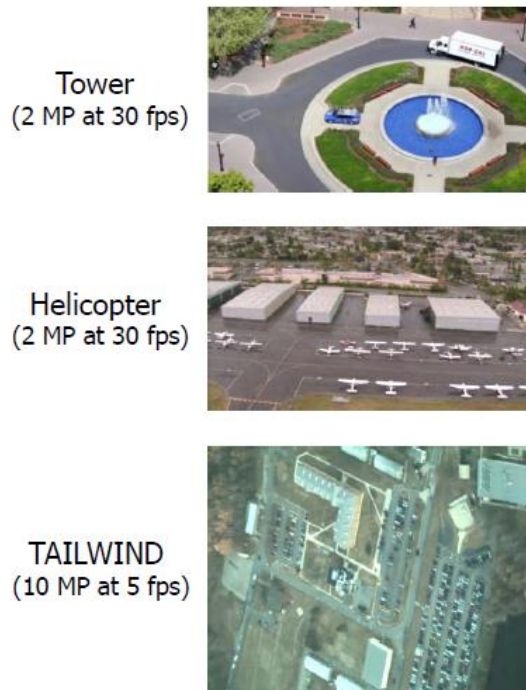 Tower
(2 MP at 30 fps)
Helicopter
(2 MP at 30 fps)
TAILWIND
(10 MP at 5 fps)